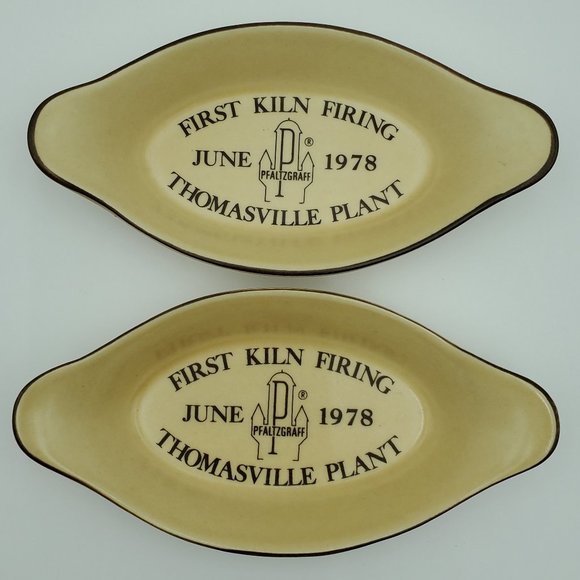 FIRST KILN FIRING
JUNE P® 1978
PFALTZGRAFF
THOMASVILLE PLANT
FIRST KILN FIRING
JUNE P® 1978
PFALTZGRAFF
THOMASVILLE PLANT